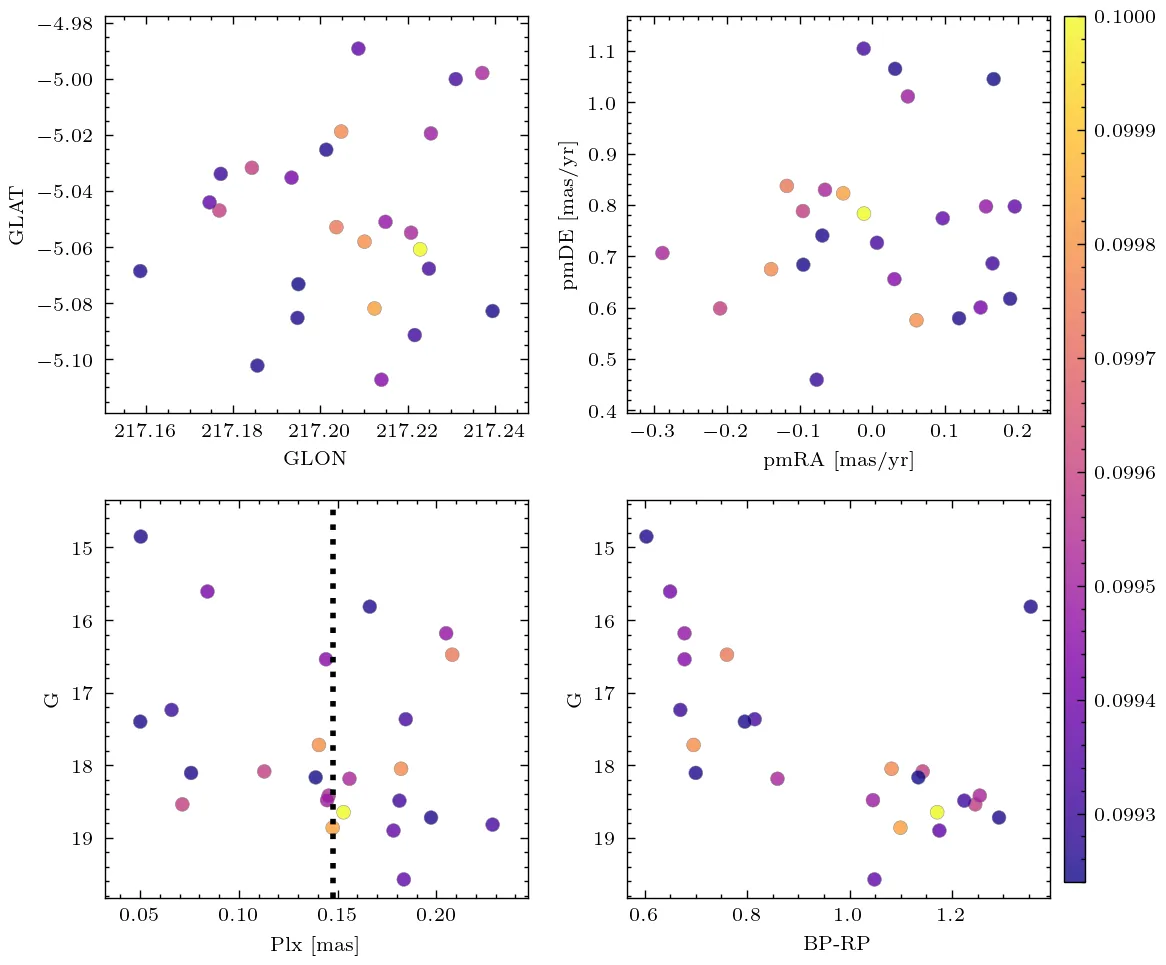 −4.98
−5.00
−5.02
−5.04
−5.06
−5.08
−5.10
GLAT
217.16 217.18 217.20 217.22 217.24
GLON
1.1
1.0
0.9
0.8
0.7
0.6
0.5
0.4
pmDE [mas/yr]
−0.3 −0.2 −0.1 0.0 0.1 0.2
pmRA [mas/yr]
15
16
17
18
19
G
0.05 0.10 0.15 0.20
Plx [mas]
15
16
17
18
19
G
0.6 0.8 1.0 1.2
BP-RP
0.1000
0.0999
0.0998
0.0997
0.0996
0.0995
0.0994
0.0993